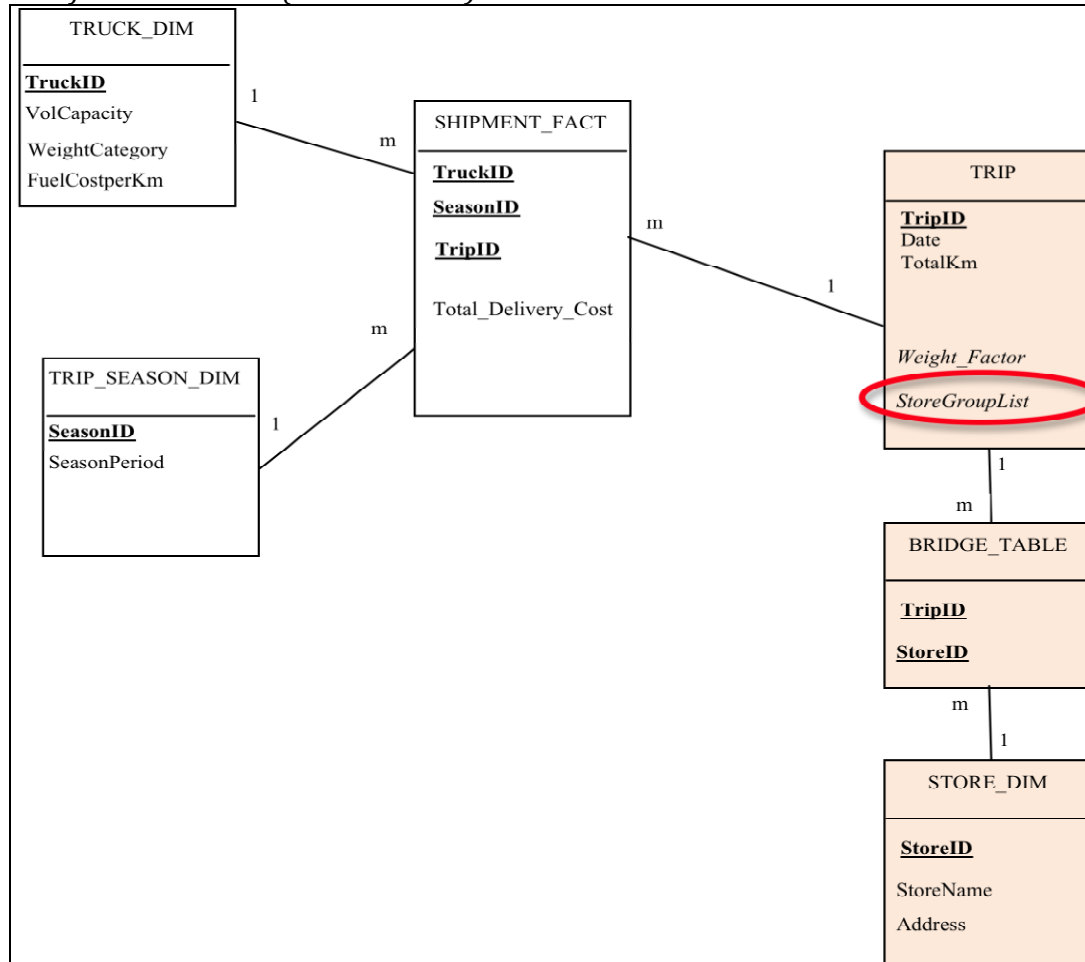 TRUCK_DIM
TruckID
VolCapacity
WeightCategory
FuelCostperKm
1
m
SHIPMENT_FACT
TruckID
SeasonID
TripID
Total_Delivery_Cost
m
1
TRIP
TripID
Date
TotalKm
Weight_Factor
StoreGroupList
m
1
TRIP_SEASON_DIM
SeasonID
SeasonPeriod
1
m
BRIDGE_TABLE
TripID
StoreID
m
1
STORE_DIM
StoreID
StoreName
Address